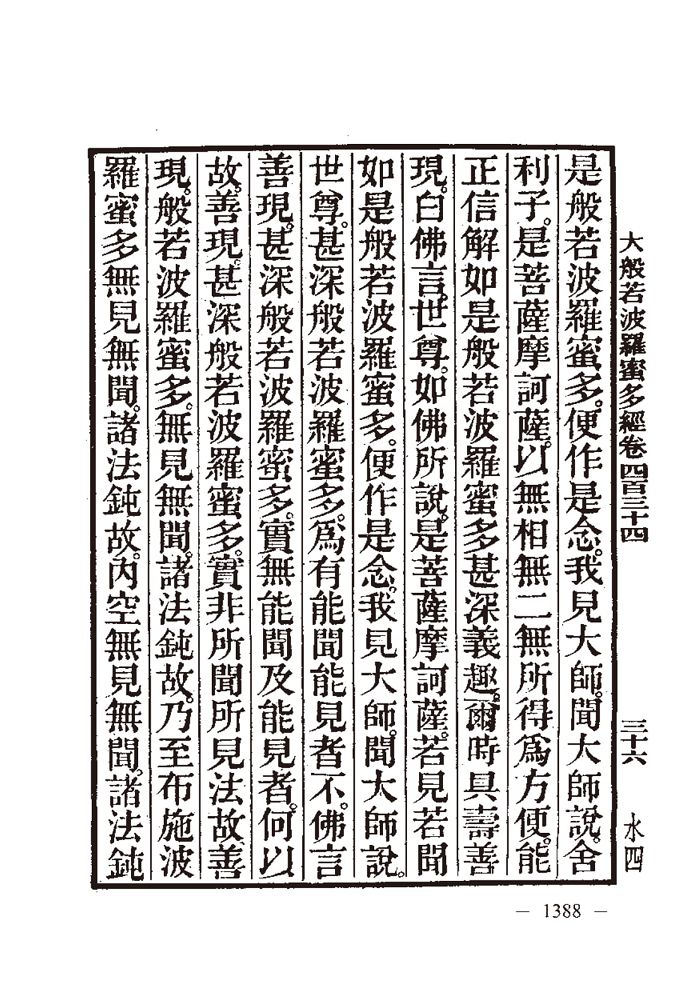 大般若波羅蜜多經卷四百三十四 三十六 水四
是般若波羅蜜多。便作是念。我見大師。聞大師說。舍
利子。是菩薩摩訶薩。以無相無二無所得爲方便。能
正信解如是般若波羅蜜多甚深義趣。爾時具壽善
現。白佛言。世尊。如佛所說。是菩薩摩訶薩。若見若聞
如是般若波羅蜜多。便作是念。我見大師。聞大師說。
世尊。甚深般若波羅蜜多。爲有能聞能見者不。佛言
善現。甚深般若波羅蜜多。實無能聞及能見者。何以
故。善現。甚深般若波羅蜜多。實非所聞所見法故。善
現。般若波羅蜜多。無見無聞。諸法鈍故。乃至布施波
羅蜜多無見無聞。諸法鈍故。內空無見無聞。諸法鈍
— 1388 —